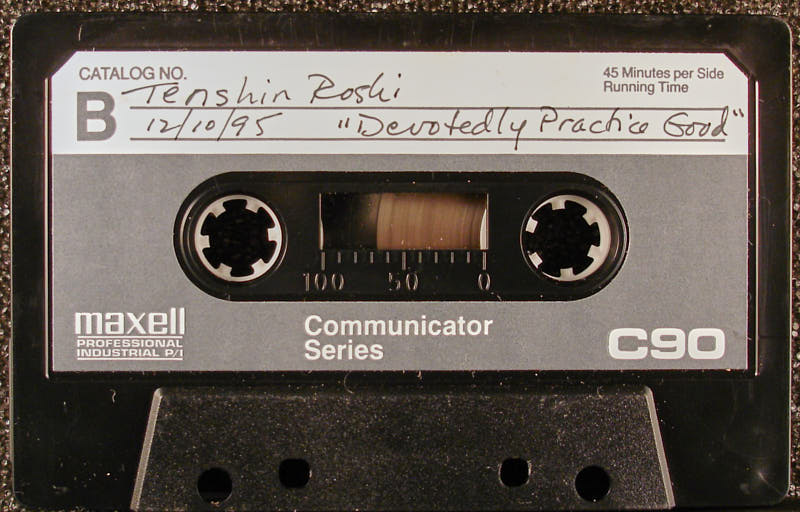 CATALOG NO.
45 Minutes per Side
Running Time
B
Tenshin Roshi
12/10/95 "Devotedly Practice Good"
100 50 0
maxell
PROFESSIONAL
INDUSTRIAL P/I
Communicator
Series
C90